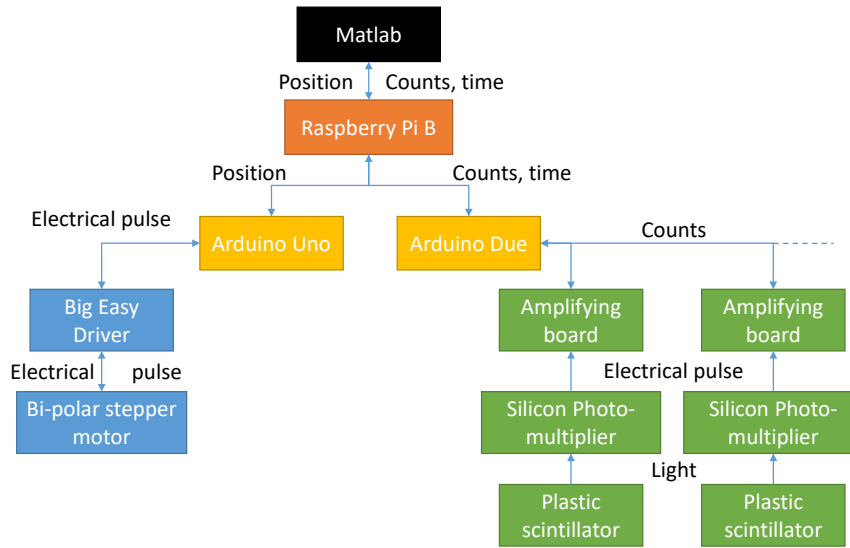 Matlab
Position
Counts, time
Raspberry Pi B
Position
Counts, time
Electrical pulse
Arduino Uno
Arduino Due
Counts
Big Easy
Driver
Amplifying
board
Amplifying
board
Electrical
pulse
Electrical pulse
Bi-polar stepper
motor
Silicon Photo-
multiplier
Silicon Photo-
multiplier
Light
Plastic
scintillator
Plastic
scintillator